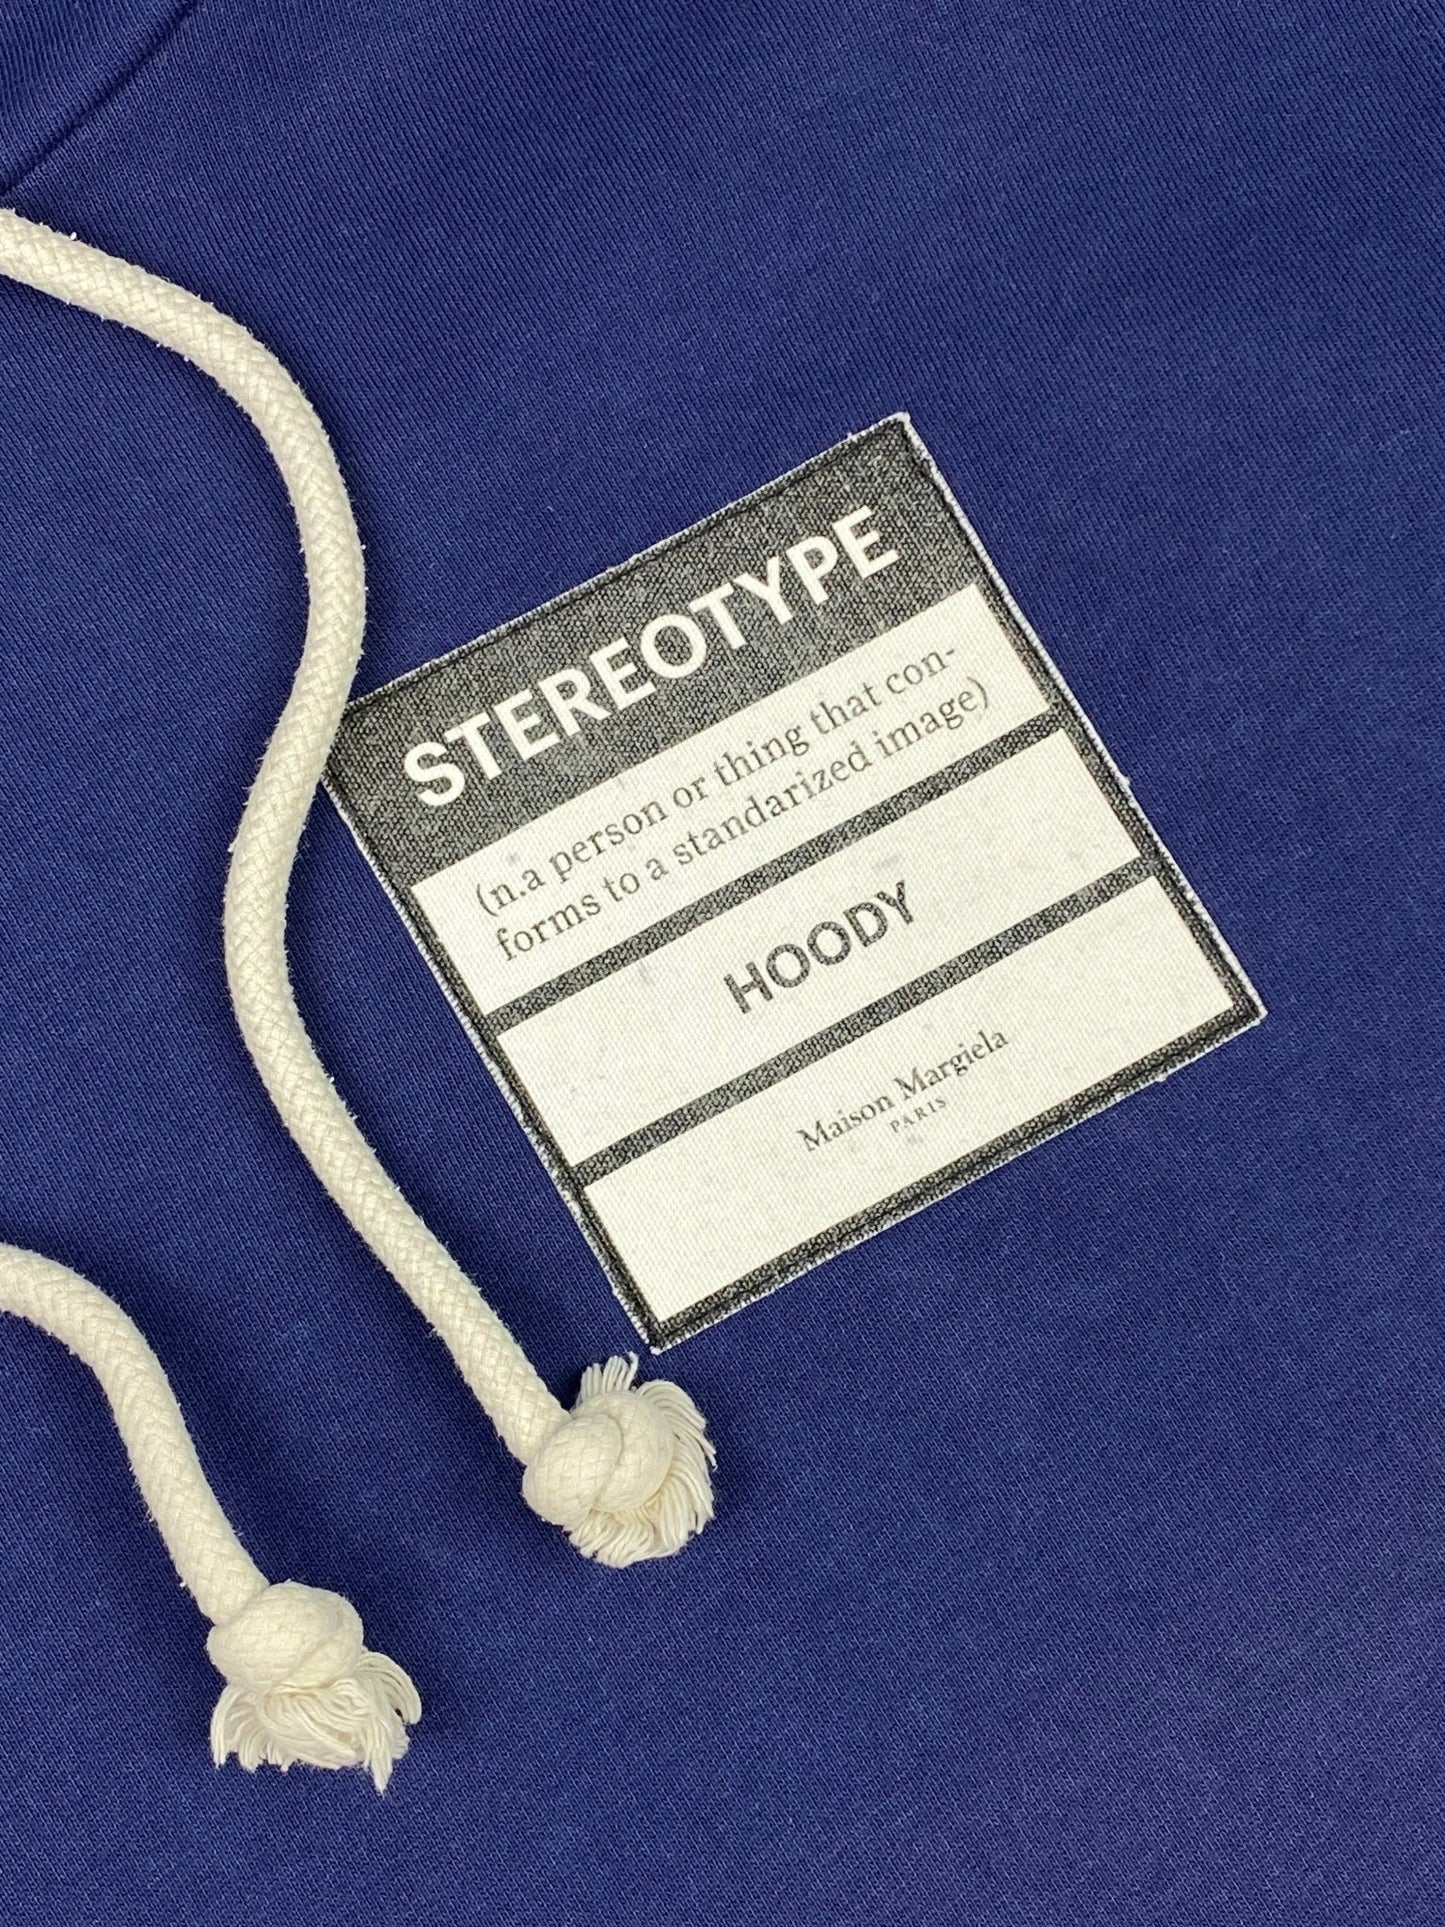 STEREOTYPE
(n.a person or thing that con-
forms to a standarized image)
HOODY
Maison Margiela
PARIS